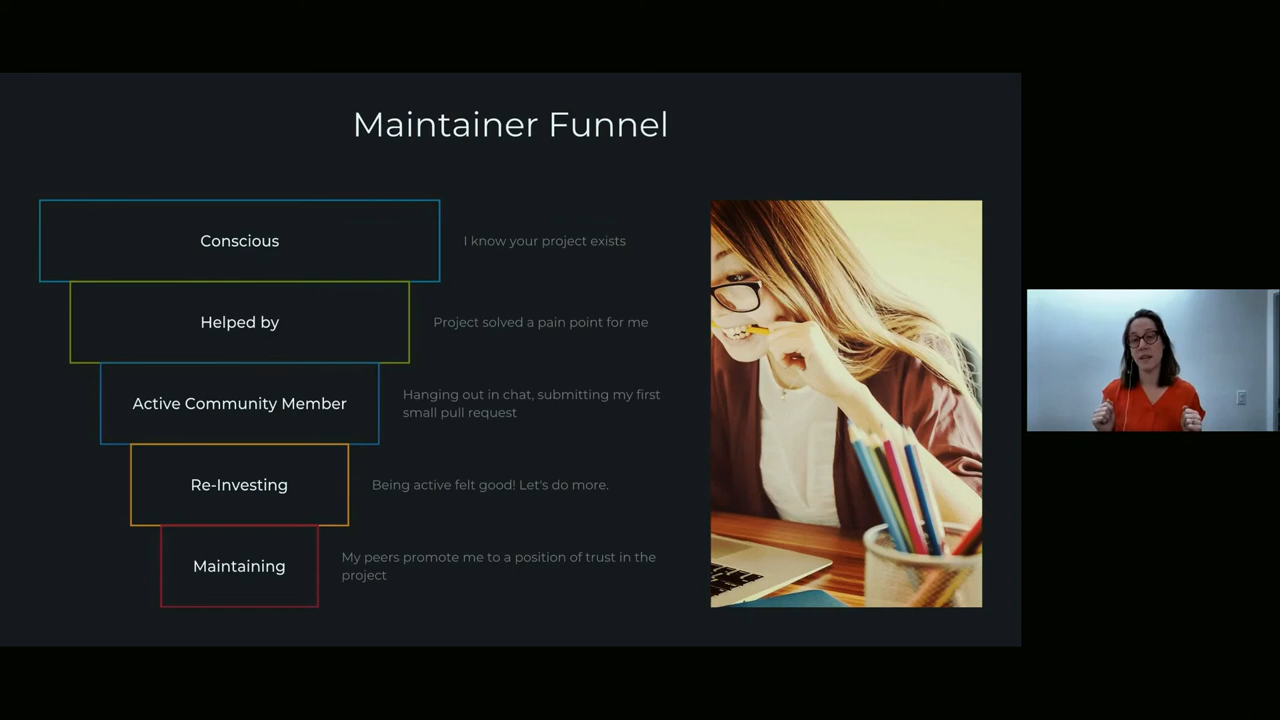 Maintainer Funnel
Conscious
I know your project exists
Helped by
Project solved a pain point for me
Active Community Member
Hanging out in chat, submitting my first
small pull request
Re-Investing
Being active felt good! Let's do more.
Maintaining
My peers promote me to a position of trust in the
project